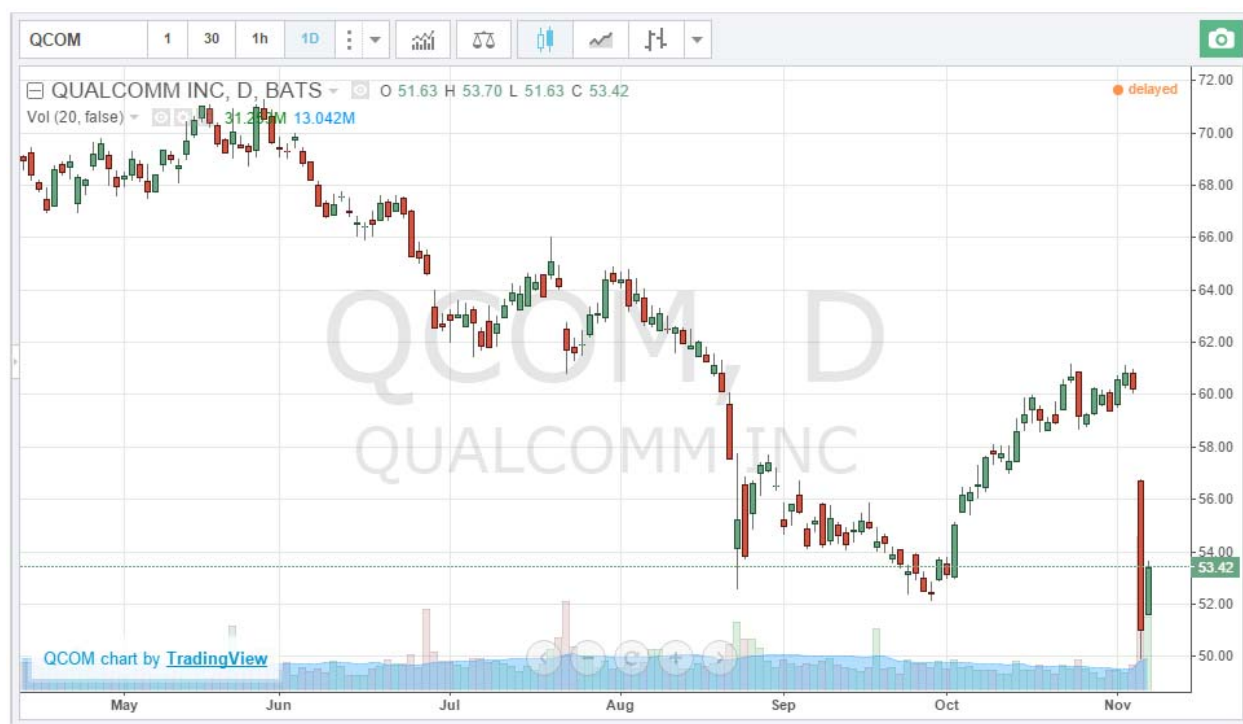 QCOM 1 30 1h 1D
QUALCOMM INC, D, BATS O 51.63 H 53.70 L 51.63 C 53.42
delayed
Vol (20, false) 13.042M
72.00
70.00
68.00
66.00
64.00
62.00
60.00
58.00
56.00
54.00
53.42
52.00
50.00
QCOM, D
QUALCOMM INC
QCOM chart by TradingView
May Jun Jul Aug Sep Oct Nov